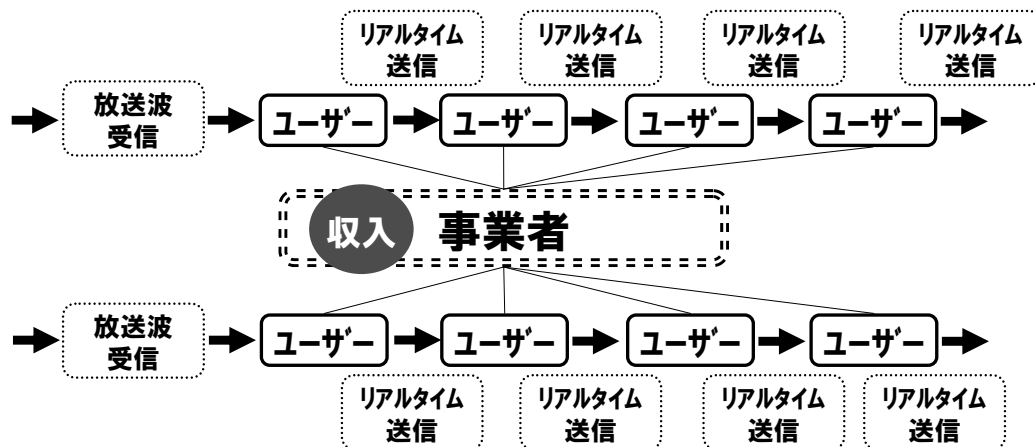 リアルタイム
送信
リアルタイム
送信
リアルタイム
送信
リアルタイム
送信
放送波
受信
ユーザー
ユーザー
ユーザー
ユーザー
収入
事業者
放送波
受信
ユーザー
ユーザー
ユーザー
ユーザー
リアルタイム
送信
リアルタイム
送信
リアルタイム
送信
リアルタイム
送信